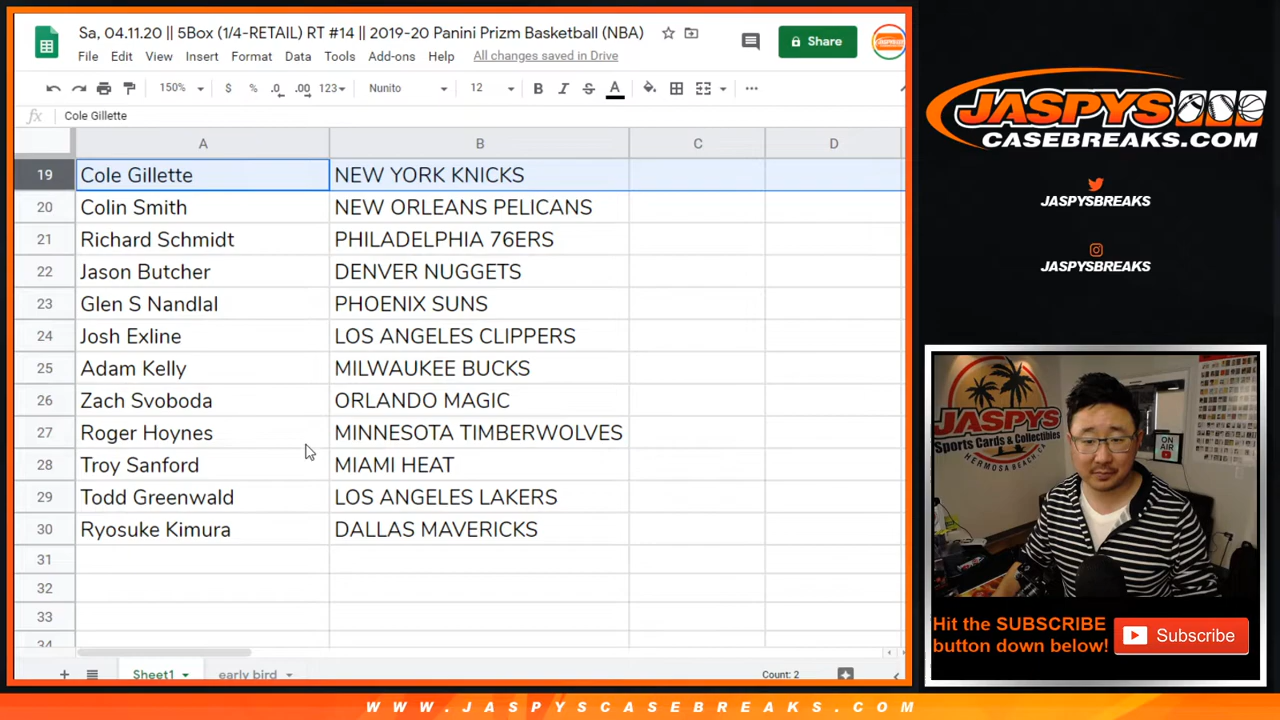 Sa, 04.11.20 || 5Box (1/4-RETAIL) RT #14 || 2019-20 Panini Prizm Basketball (NBA)
File Edit View Insert Format Data Tools Add-ons Help All changes saved in Drive
Share
150% $ % .0 .00 123 Nunito 12 B I S A
fx Cole Gillette
A B C D
19 Cole Gillette NEW YORK KNICKS
20 Colin Smith NEW ORLEANS PELICANS
21 Richard Schmidt PHILADELPHIA 76ERS
22 Jason Butcher DENVER NUGGETS
23 Glen S Nandlal PHOENIX SUNS
24 Josh Exline LOS ANGELES CLIPPERS
25 Adam Kelly MILWAUKEE BUCKS
26 Zach Svoboda ORLANDO MAGIC
27 Roger Hoynes MINNESOTA TIMBERWOLVES
28 Troy Sanford MIAMI HEAT
29 Todd Greenwald LOS ANGELES LAKERS
30 Ryosuke Kimura DALLAS MAVERICKS
31
32
33
34
Sheet1 early bird Count: 2
JASPYS
CASEBREAKS.COM
JASPYSBREAKS
JASPYSBREAKS
JASPYS
Sports Cards & Collectibles
HERMOSA BEACH, CA
ON AIR
Hit the SUBSCRIBE
button down below!
Subscribe
WWW.JASPYSCASEBREAKS.COM